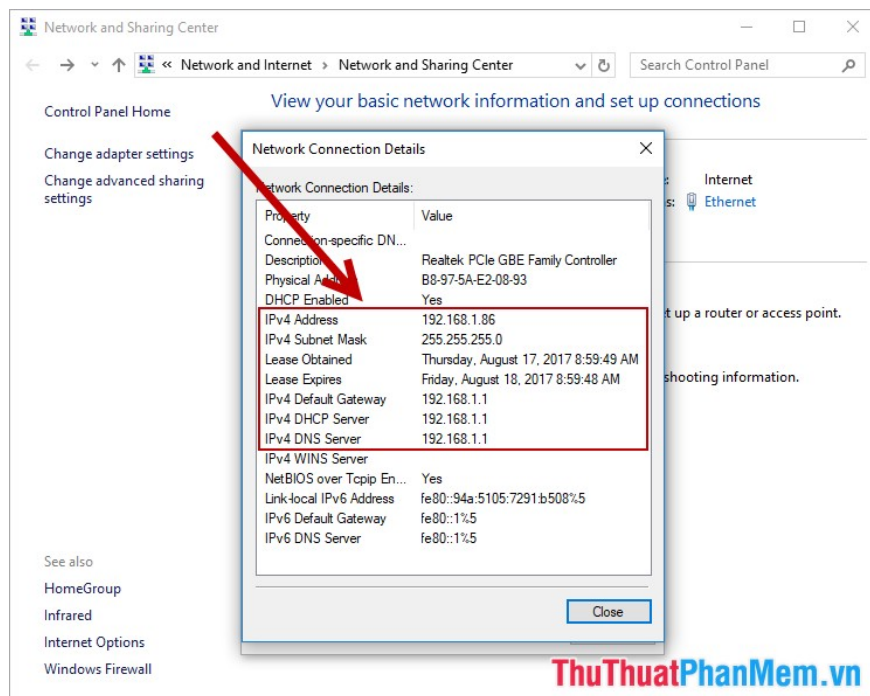 Network and Sharing Center
« Network and Internet › Network and Sharing Center
Search Control Panel
Control Panel Home
Change adapter settings
Change advanced sharing
settings
See also
HomeGroup
Infrared
Internet Options
Windows Firewall
View your basic network information and set up connections
Internet
s: Ethernet
t up a router or access point.
shooting information.
Network Connection Details
Network Connection Details:
Property Value
Connection-specific DN...
Description Realtek PCIe GBE Family Controller
Physical Address B8-97-5A-E2-08-93
DHCP Enabled Yes
IPv4 Address 192.168.1.86
IPv4 Subnet Mask 255.255.255.0
Lease Obtained Thursday, August 17, 2017 8:59:49 AM
Lease Expires Friday, August 18, 2017 8:59:48 AM
IPv4 Default Gateway 192.168.1.1
IPv4 DHCP Server 192.168.1.1
IPv4 DNS Server 192.168.1.1
IPv4 WINS Server
NetBIOS over Tcpip En... Yes
Link-local IPv6 Address fe80::94a:5105:7291:b508%5
IPv6 Default Gateway fe80::1%5
IPv6 DNS Server fe80::1%5
Close
ThuThuatPhanMem.vn